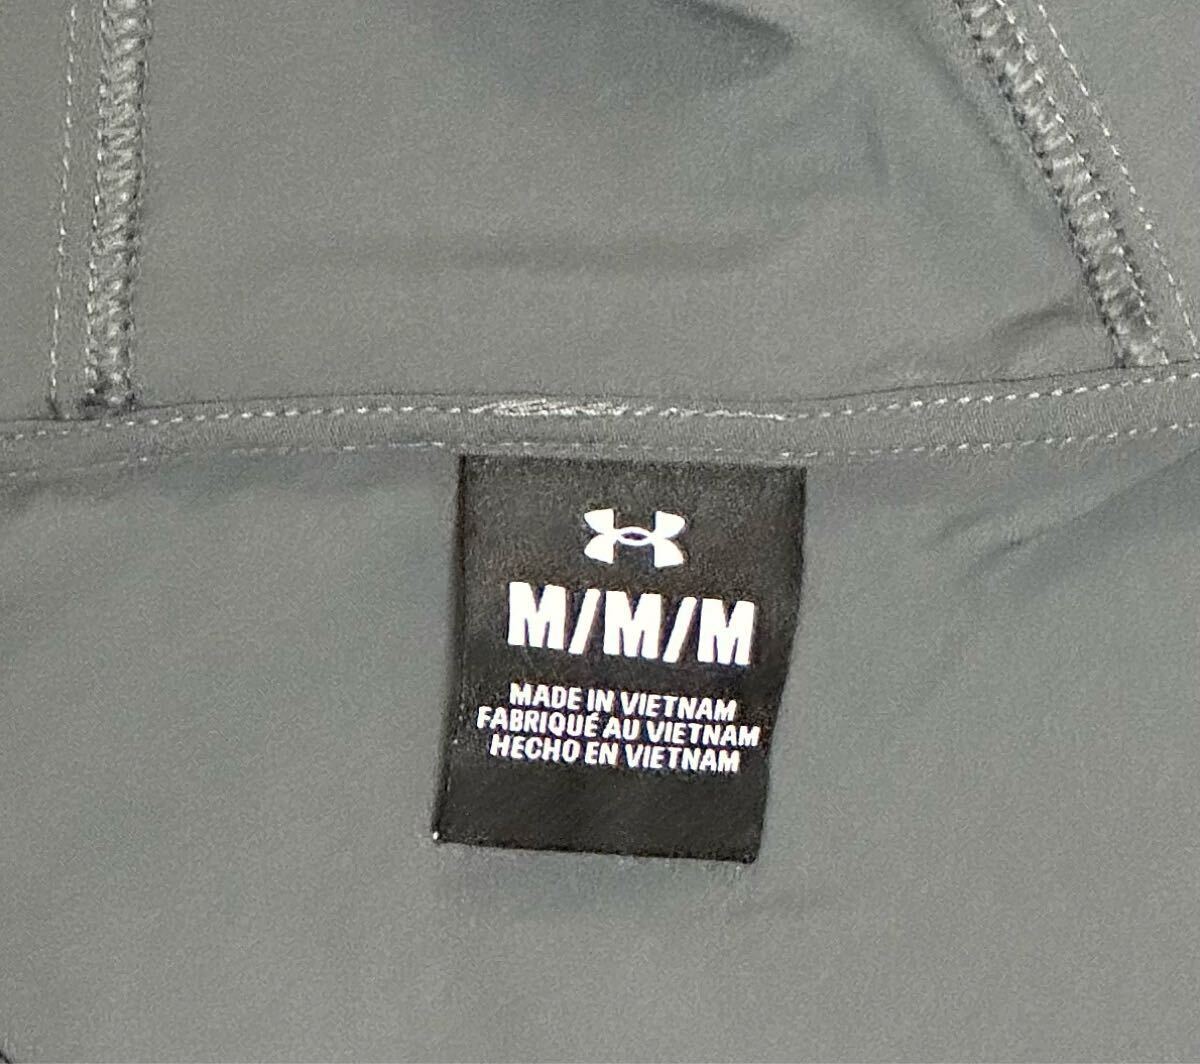 M/M/M
MADE IN VIETNAM
FABRIQUÉ AU VIETNAM
HECHO EN VIETNAM